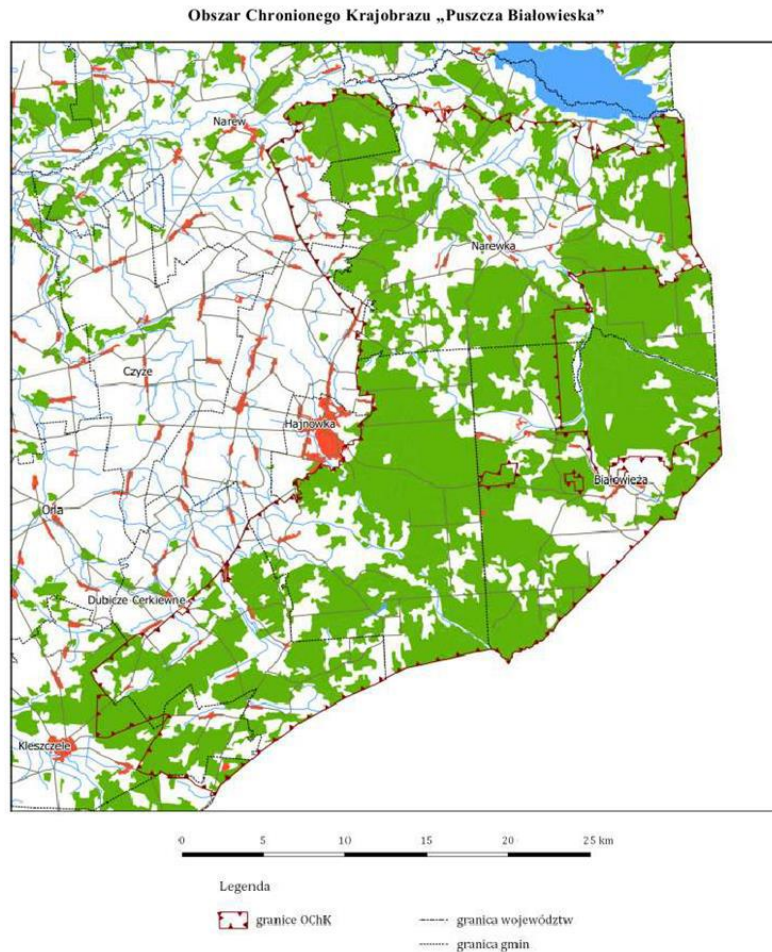 Obszar Chronionego Krajobrazu „Puszcza Białowieska”
Narew
Narewka
Czyże
Hajnówka
Białowieża
Orla
Dubicze Cerkiewne
Kleszczele
0 5 10 15 20 25 km
Legenda
granice OChK
granica województw
granica gmin